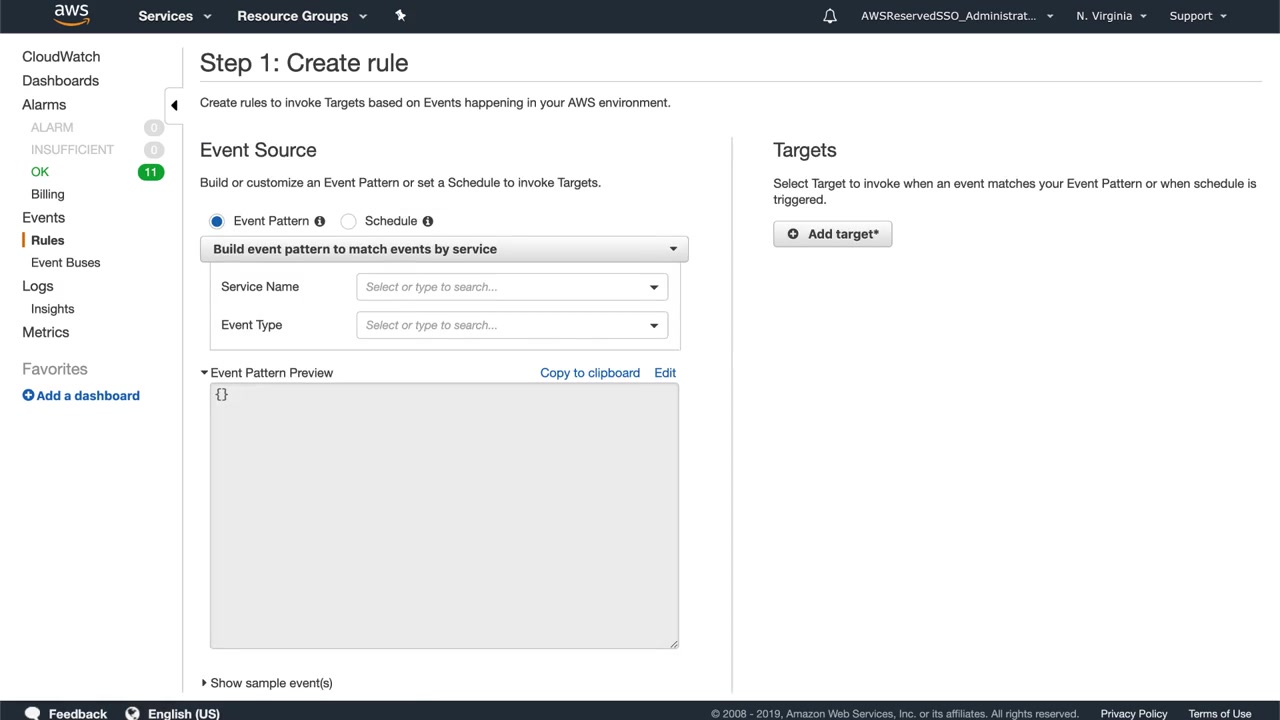 aws Services Resource Groups AWSReservedSSO_Administrat... N. Virginia Support
CloudWatch
Dashboards
Alarms
ALARM 0
INSUFFICIENT 0
OK 11
Billing
Events
Rules
Event Buses
Logs
Insights
Metrics
Favorites
Add a dashboard
Step 1: Create rule
Create rules to invoke Targets based on Events happening in your AWS environment.
Event Source
Build or customize an Event Pattern or set a Schedule to invoke Targets.
Event Pattern Schedule
Build event pattern to match events by service
Service Name Select or type to search...
Event Type Select or type to search...
Event Pattern Preview Copy to clipboard Edit
{}
Show sample event(s)
Targets
Select Target to invoke when an event matches your Event Pattern or when schedule is
triggered.
Add target*
Feedback English (US) © 2008 - 2019, Amazon Web Services, Inc. or its affiliates. All rights reserved. Privacy Policy Terms of Use